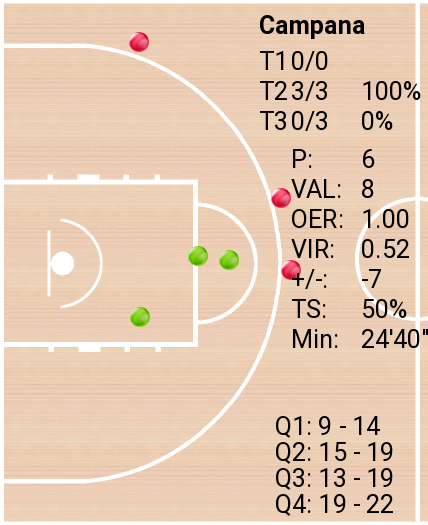 Campana
T1 0/0
T2 3/3 100%
T3 0/3 0%
P: 6
VAL: 8
OER: 1.00
VIR: 0.52
+/-: -7
TS: 50%
Min: 24'40"
Q1: 9 - 14
Q2: 15 - 19
Q3: 13 - 19
Q4: 19 - 22